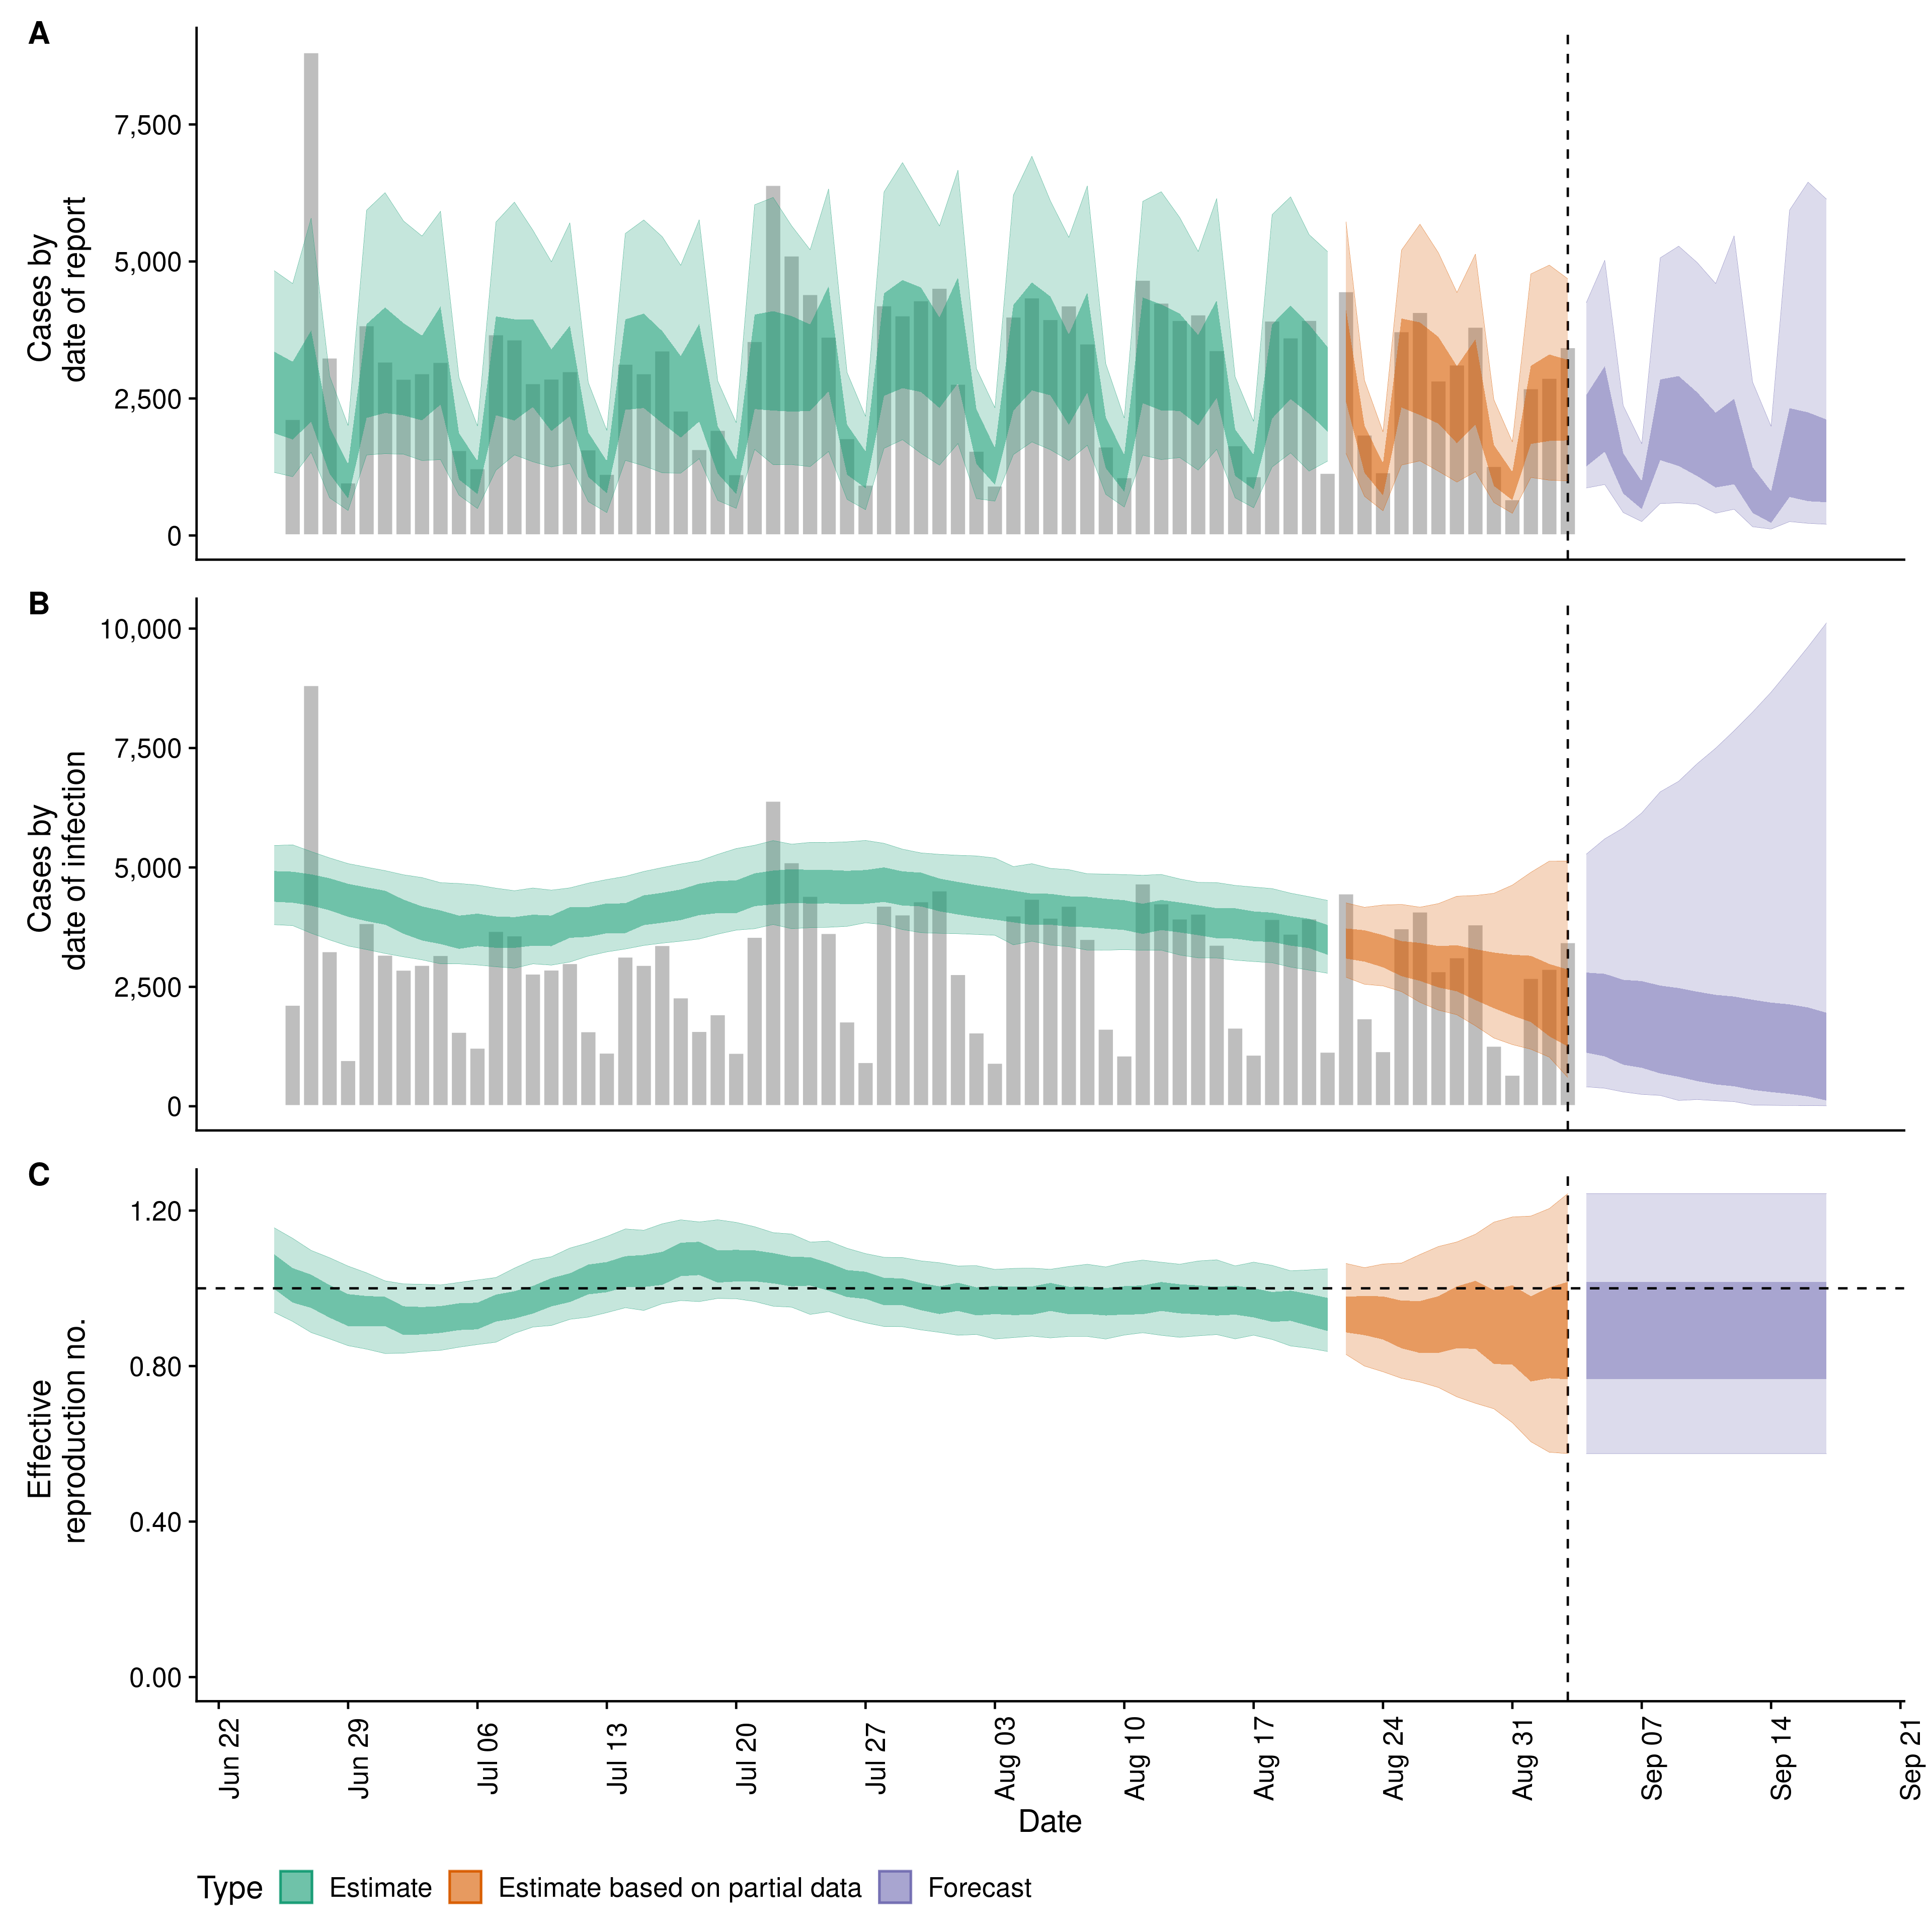 A
Cases by
date of report
7,500
5,000
2,500
0
B
Cases by
date of infection
10,000
7,500
5,000
2,500
0
C
Effective
reproduction no.
1.20
0.80
0.40
0.00
Jun 22
Jun 29
Jul 06
Jul 13
Jul 20
Jul 27
Aug 03
Aug 10
Aug 17
Aug 24
Aug 31
Sep 07
Sep 14
Sep 21
Date
Type Estimate Estimate based on partial data Forecast